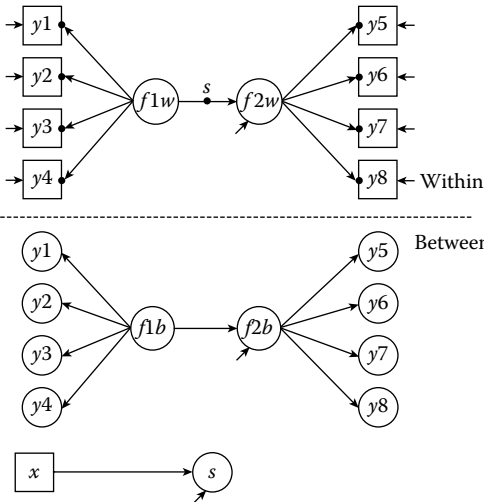 y1 y5
s
y2 y6
f1w f2w
y3 y7
y4 y8 Within
Between
y1 y5
y2 y6
f1b f2b
y3 y7
y4 y8
x s